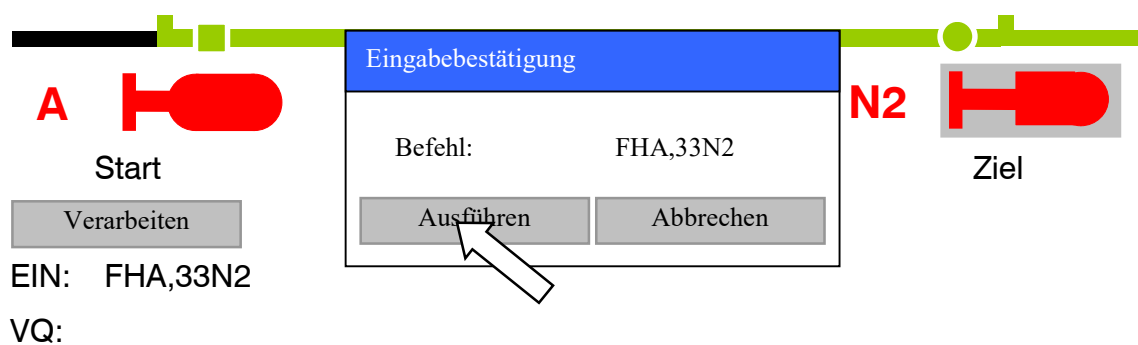 Eingabebestätigung
A
N2
Befehl: FHA,33N2
Start
Ziel
Verarbeiten
Ausführen Abbrechen
EIN: FHA,33N2
VQ: